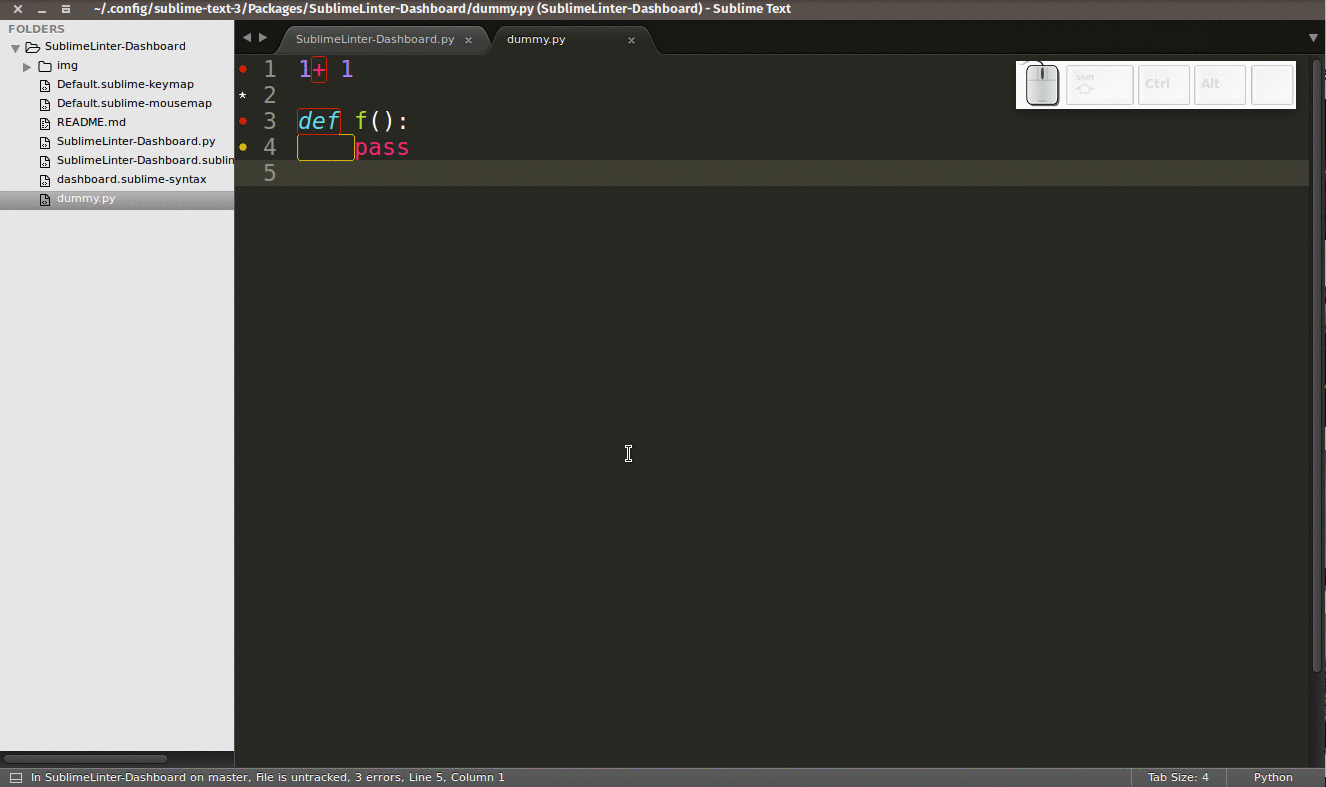 ~/.config/sublime-text-3/Packages/SublimeLinter-Dashboard/dummy.py (SublimeLinter-Dashboard) - Sublime Text
FOLDERS
SublimeLinter-Dashboard
img
Default.sublime-keymap
Default.sublime-mousemap
README.md
SublimeLinter-Dashboard.py
SublimeLinter-Dashboard.sublin
dashboard.sublime-syntax
dummy.py
SublimeLinter-Dashboard.py
dummy.py
1 1+ 1
* 2
3 def f():
4     pass
5
Shift
Ctrl
Alt
In SublimeLinter-Dashboard on master, File is untracked, 3 errors, Line 5, Column 1
Tab Size: 4
Python